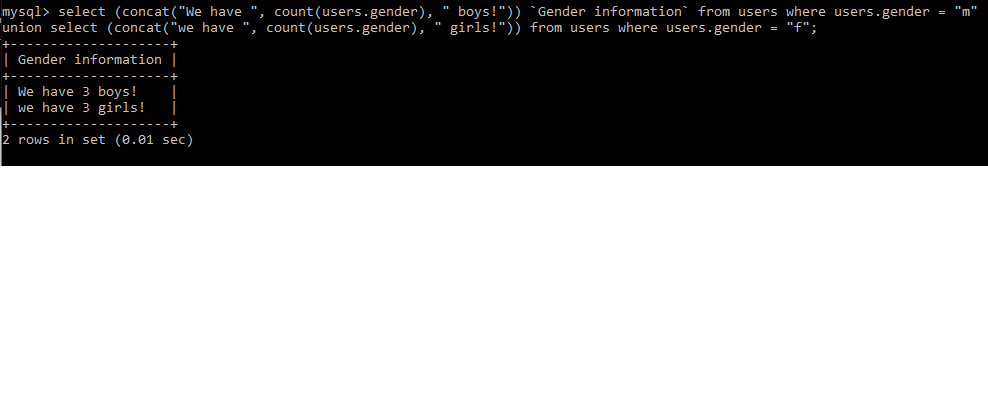 mysql> select (concat("We have ", count(users.gender), " boys!")) `Gender information` from users where users.gender = "m"
union select (concat("we have ", count(users.gender), " girls!")) from users where users.gender = "f";
+--------------------+
| Gender information |
+--------------------+
| We have 3 boys!    |
| we have 3 girls!   |
+--------------------+
2 rows in set (0.01 sec)